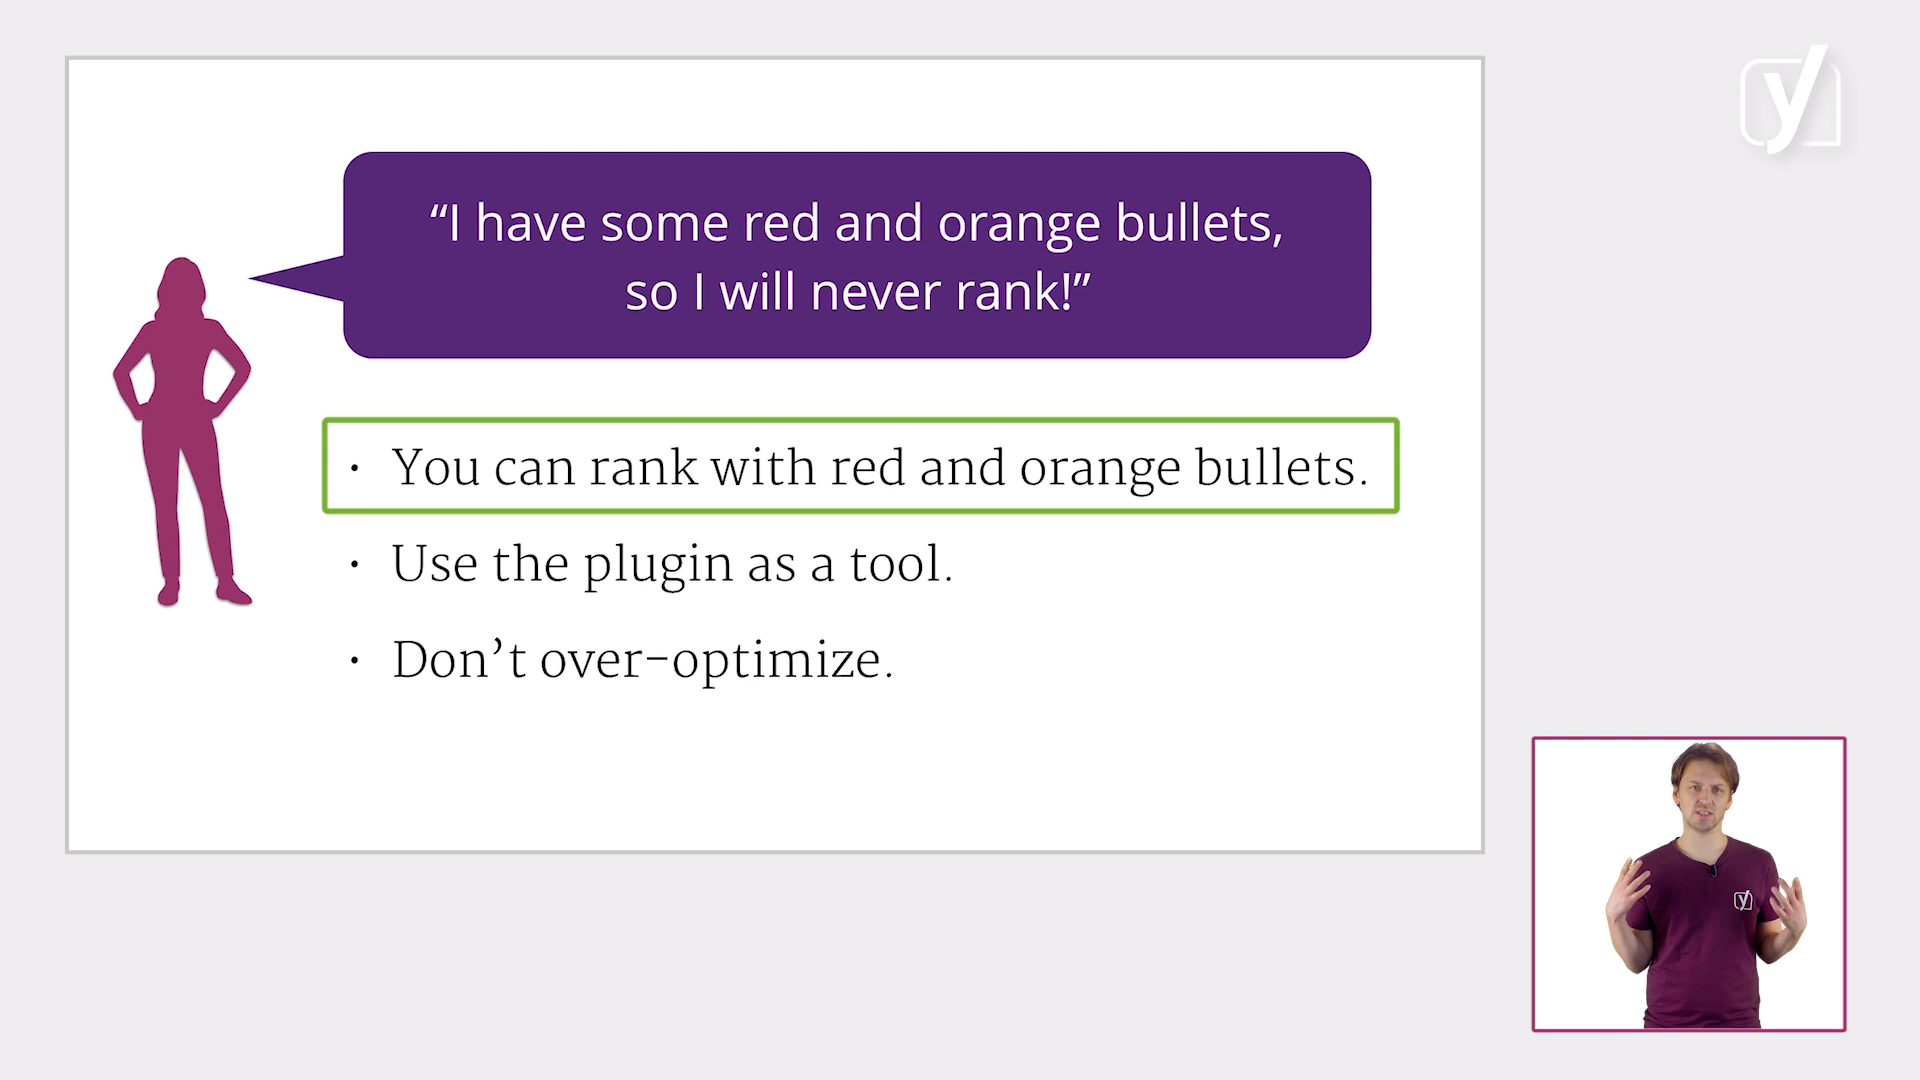 “I have some red and orange bullets,
so I will never rank!”
• You can rank with red and orange bullets.
• Use the plugin as a tool.
• Don’t over-optimize.
y
y